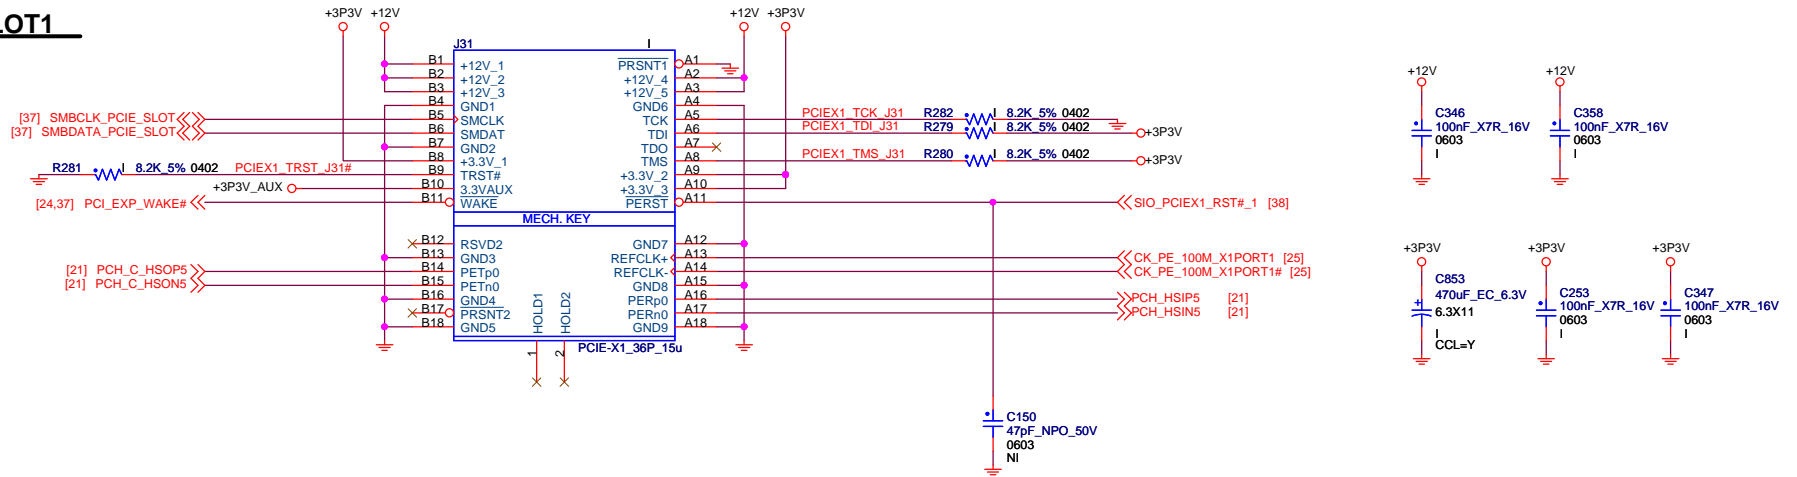 LOT1
+3P3V +12V
+12V +3P3V
J31
I
B1 +12V_1
B2 +12V_2
B3 +12V_3
B4 GND1
B5 SMCLK
B6 SMDAT
B7 GND2
B8 +3.3V_1
B9 TRST#
B10 3.3VAUX
B11 WAKE
PRSNT1 A1
+12V_4 A2
+12V_5 A3
GND6 A4
TCK A5
TDI A6
TDO A7
TMS A8
+3.3V_2 A9
+3.3V_3 A10
PERST A11
MECH. KEY
B12 RSVD2
B13 GND3
B14 PETp0
B15 PETn0
B16 GND4
B17 PRSNT2
B18 GND5
GND7 A12
REFCLK+ A13
REFCLK- A14
GND8 A15
PERp0 A16
PERn0 A17
GND9 A18
HOLD1
HOLD2
1
2
PCIE-X1_36P_15u
[37] SMBCLK_PCIE_SLOT
[37] SMBDATA_PCIE_SLOT
R281 I 8.2K_5% 0402 PCIEX1_TRST_J31#
+3P3V_AUX
[24,37] PCI_EXP_WAKE#
[21] PCH_C_HSOP5
[21] PCH_C_HSON5
PCIEX1_TCK_J31 R282 I 8.2K_5% 0402
PCIEX1_TDI_J31 R279 I 8.2K_5% 0402 +3P3V
PCIEX1_TMS_J31 R280 I 8.2K_5% 0402 +3P3V
SIO_PCIEX1_RST#_1 [38]
CK_PE_100M_X1PORT1 [25]
CK_PE_100M_X1PORT1# [25]
PCH_HSIP5 [21]
PCH_HSIN5 [21]
C150
47pF_NPO_50V
0603
NI
+12V
C346
100nF_X7R_16V
0603
I
+12V
C358
100nF_X7R_16V
0603
I
+3P3V
C853
470uF_EC_6.3V
6.3X11
I
CCL=Y
+3P3V
C253
100nF_X7R_16V
0603
I
+3P3V
C347
100nF_X7R_16V
0603
I